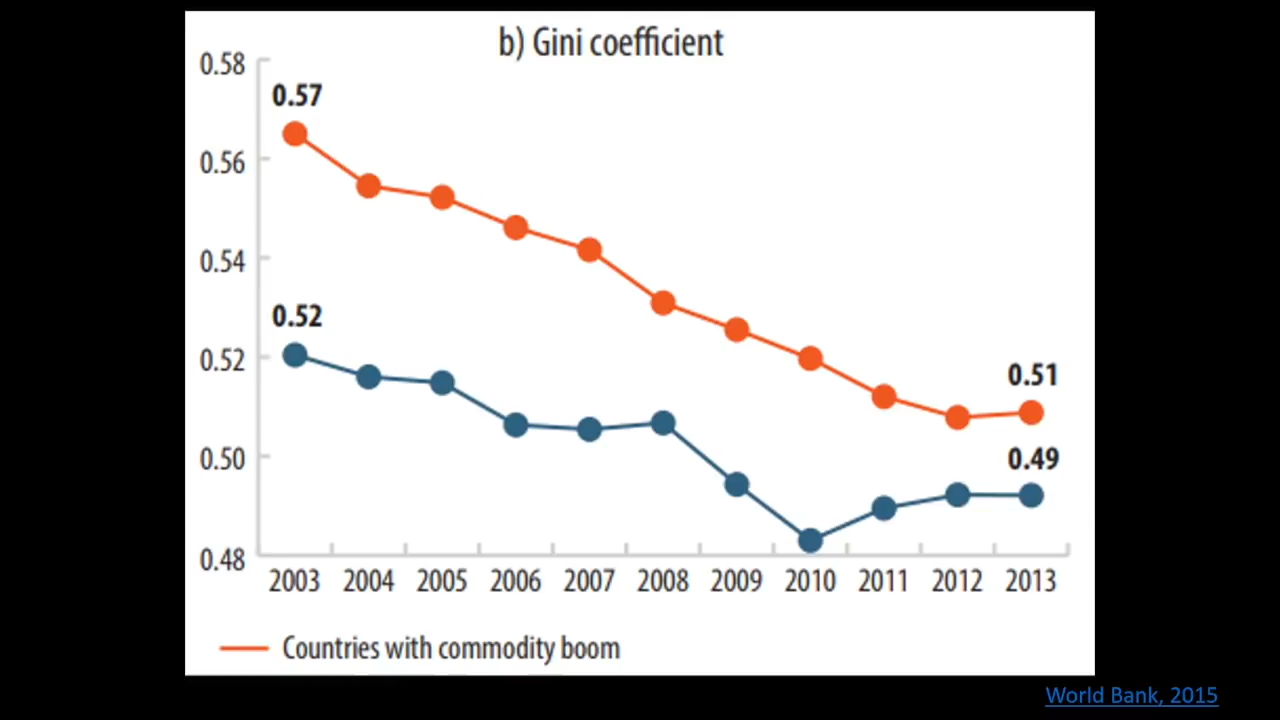 b) Gini coefficient
0.58
0.57
0.56
0.54
0.52
0.52
0.51
0.50
0.49
0.48
2003 2004 2005 2006 2007 2008 2009 2010 2011 2012 2013
Countries with commodity boom
World Bank, 2015